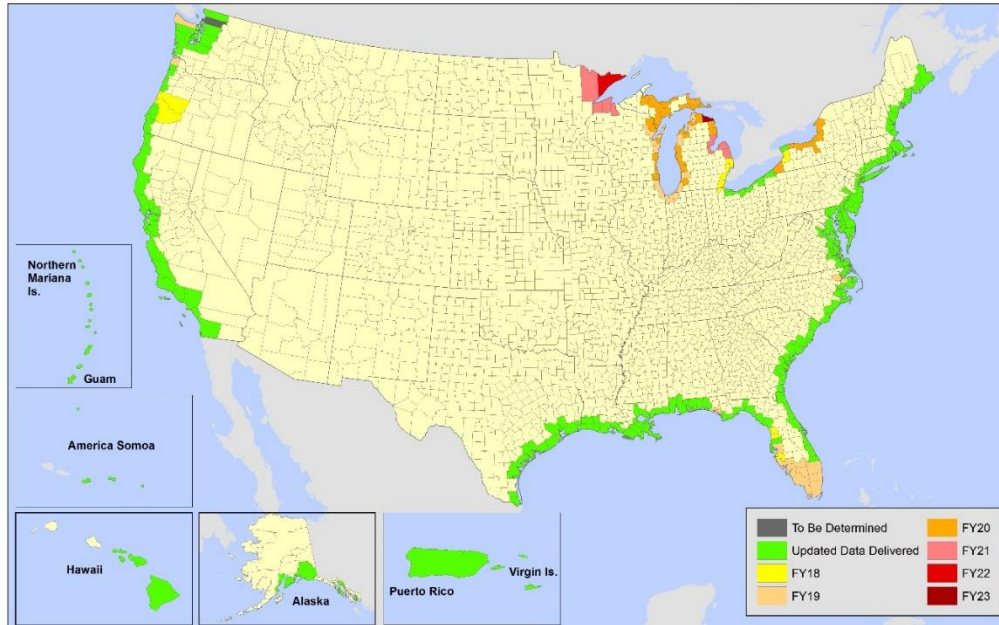 Northern
Mariana
Is.
Guam
America Somoa
Hawaii
Alaska
Puerto Rico
Virgin Is.
To Be Determined
Updated Data Delivered
FY18
FY19
FY20
FY21
FY22
FY23